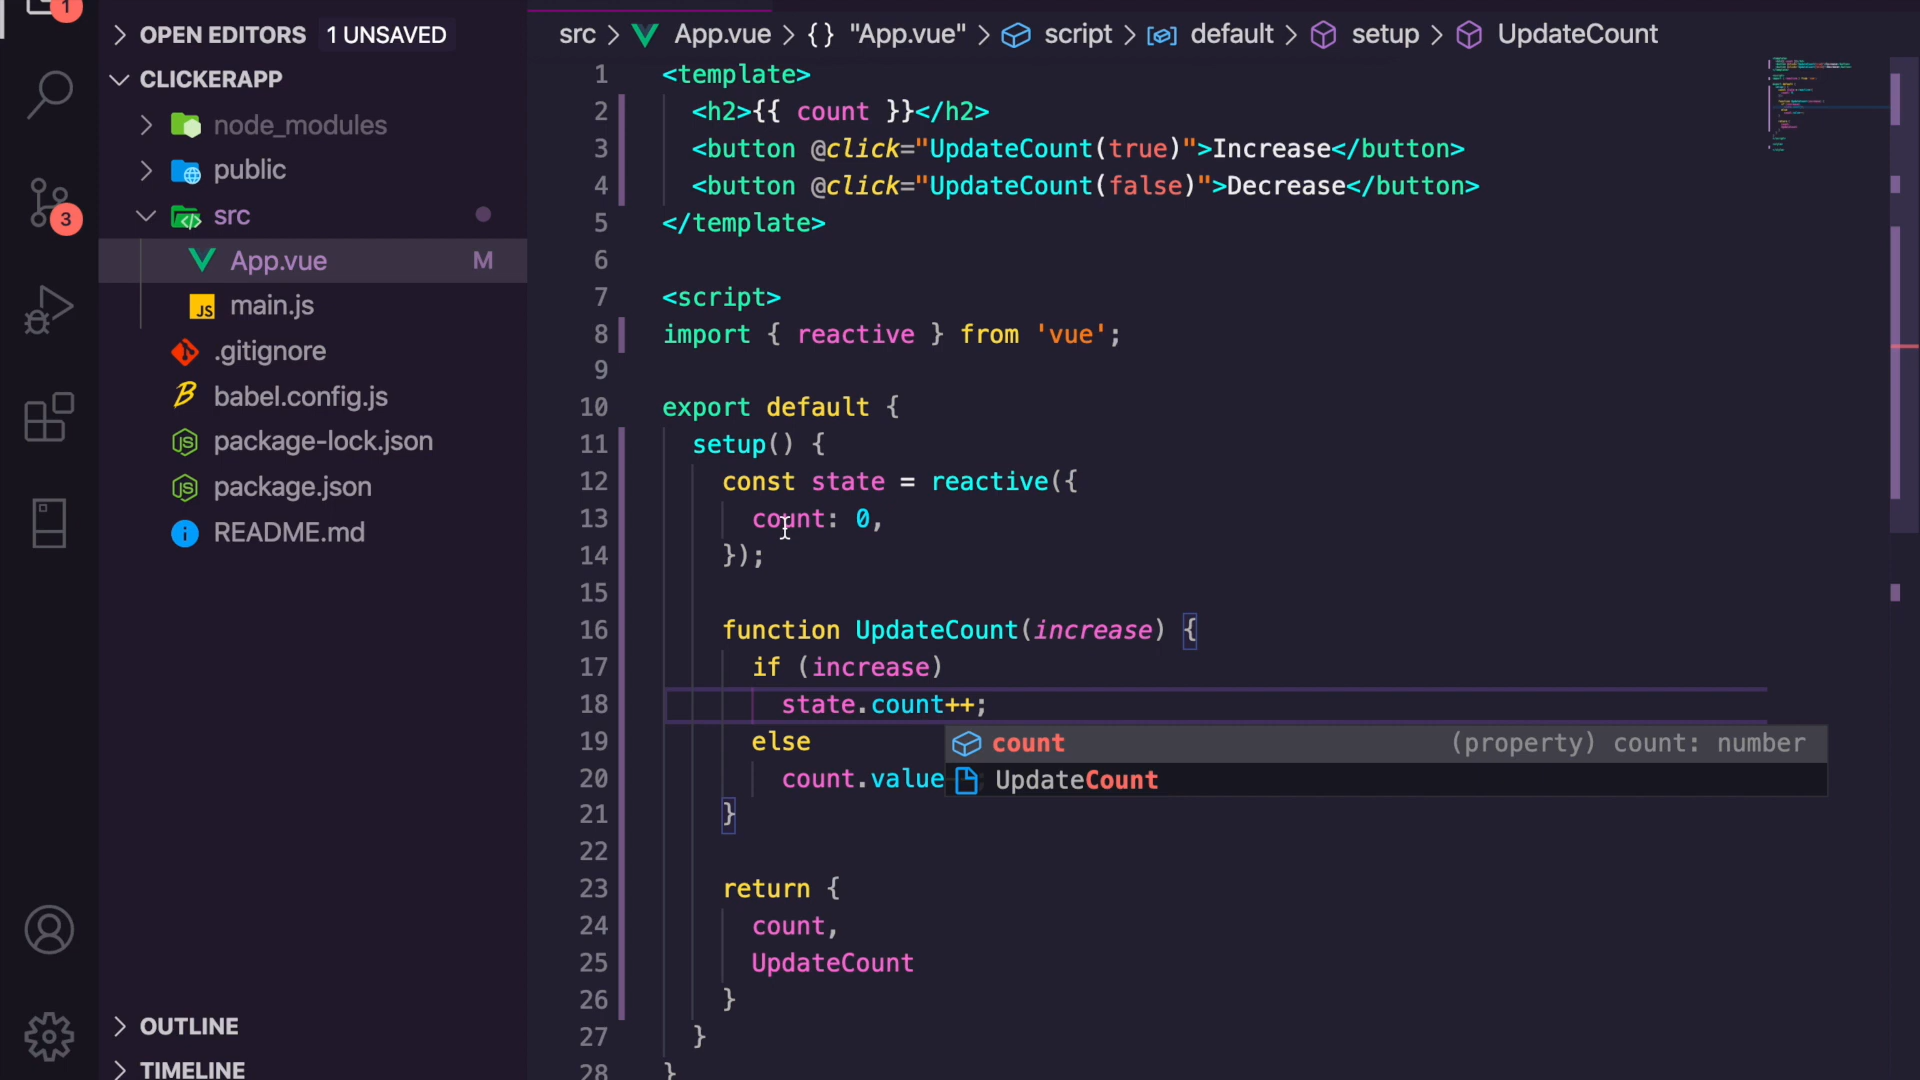 1
OPEN EDITORS 1 UNSAVED
CLICKERAPP
node_modules
public
3
src
App.vue M
JS main.js
.gitignore
babel.config.js
package-lock.json
package.json
README.md
OUTLINE
TIMELINE
src > App.vue > {} "App.vue" > script > default > setup > UpdateCount
1 <template>
2 <h2>{{ count }}</h2>
3 <button @click="UpdateCount(true)">Increase</button>
4 <button @click="UpdateCount(false)">Decrease</button>
5 </template>
6
7 <script>
8 import { reactive } from 'vue';
9
10 export default {
11 setup() {
12 const state = reactive({
13 count: 0,
14 });
15
16 function UpdateCount(increase) {
17 if (increase)
18 state.count++;
19 else
count (property) count: number
20 count.value
UpdateCount
21 }
22
23 return {
24 count,
25 UpdateCount
26 }
27 }
28 }